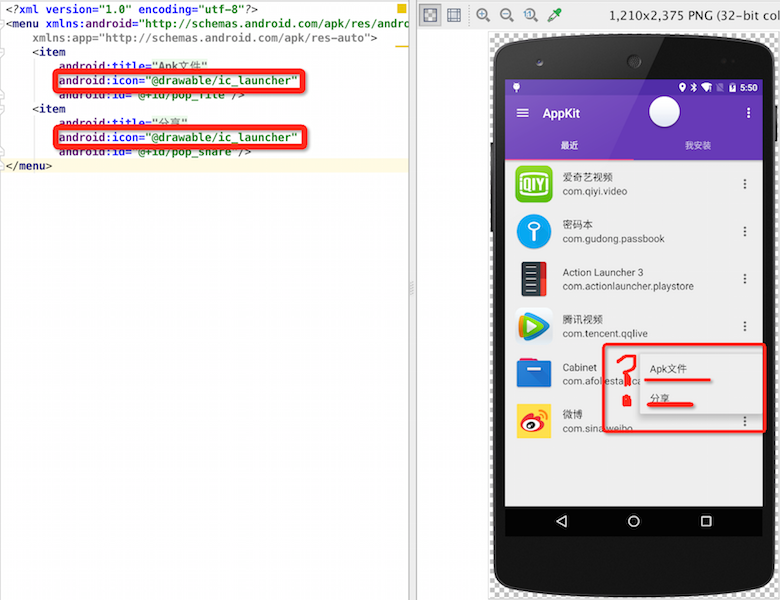 <?xml version="1.0" encoding="utf-8"?>
<menu xmlns:android="http://schemas.android.com/apk/res/andro
xmlns:app="http://schemas.android.com/apk/res-auto">
<item
android:title="Apk文件"
android:icon="@drawable/ic_launcher"
android:id="@+id/pop_file"/>
<item
android:title="分享"
android:icon="@drawable/ic_launcher"
android:id="@+id/pop_share"/>
</menu>
1,210x2,375 PNG (32-bit col
5:50
AppKit
最近
我安装
QIYI
爱奇艺视频
com.qiyi.video
密码本
com.gudong.passbook
Action Launcher 3
com.actionlauncher.playstore
腾讯视频
com.tencent.qqlive
Cabinet
com.afollestad.ca
?
Apk文件
分享
微博
com.sina.weibo